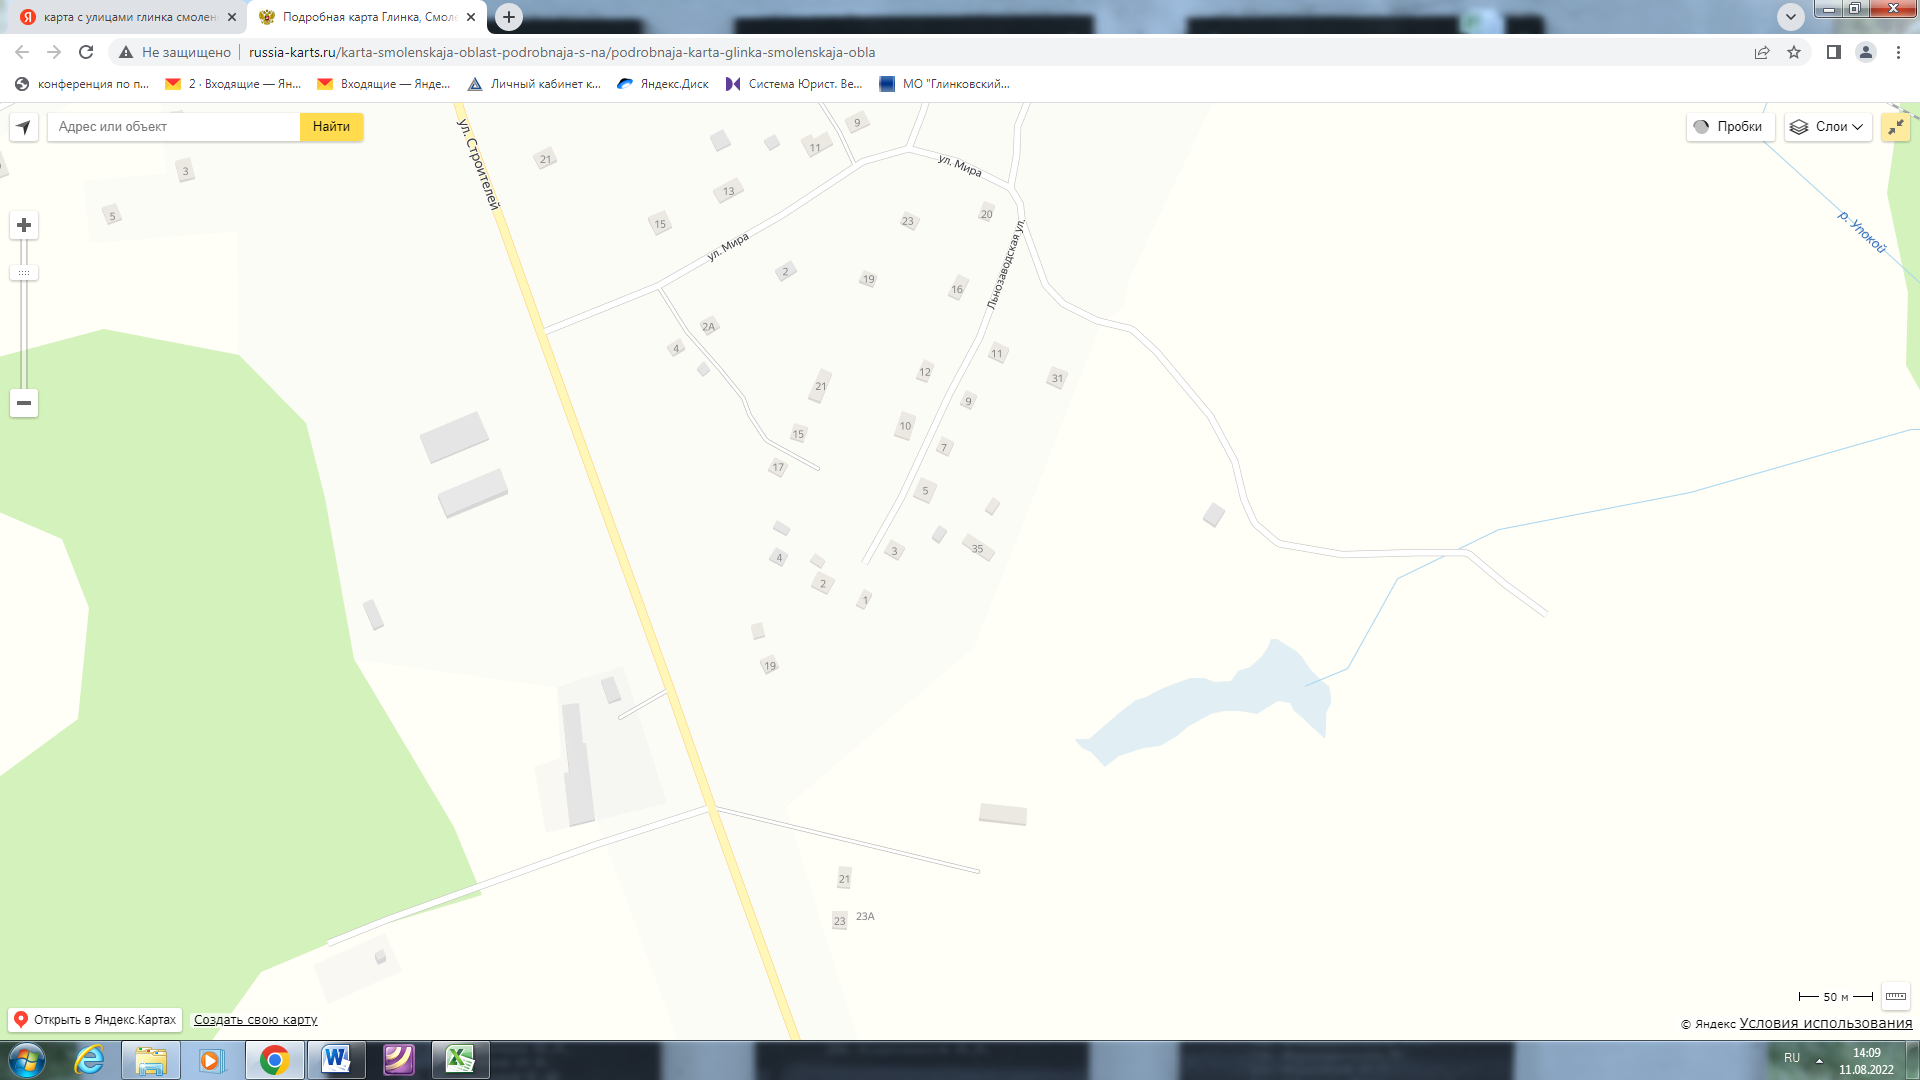 карта с улицами глинка смолен
Подробная карта Глинка, Смоле
Не защищено
russia-karts.ru/karta-smolenskaja-oblast-podrobnaja-s-na/podrobnaja-karta-glinka-smolenskaja-obla
конференция по п...
2 · Входящие — Ян...
Входящие — Янде...
Личный кабинет к...
Яндекс.Диск
Система Юрист. Ве...
МО "Глинковский...
Адрес или объект
Найти
Пробки
Слои
ул. Строителей
9
11
21
ул. Мира
3
13
5
15
23
20
р. Упокой
ул. Мира
Льнозаводская ул.
2
19
16
2А
4
11
12
31
21
9
10
15
7
17
5
35
3
4
2
1
19
21
23
23А
50 м
Открыть в Яндекс.Картах
Создать свою карту
© Яндекс Условия использования
RU
14:09
11.08.2022